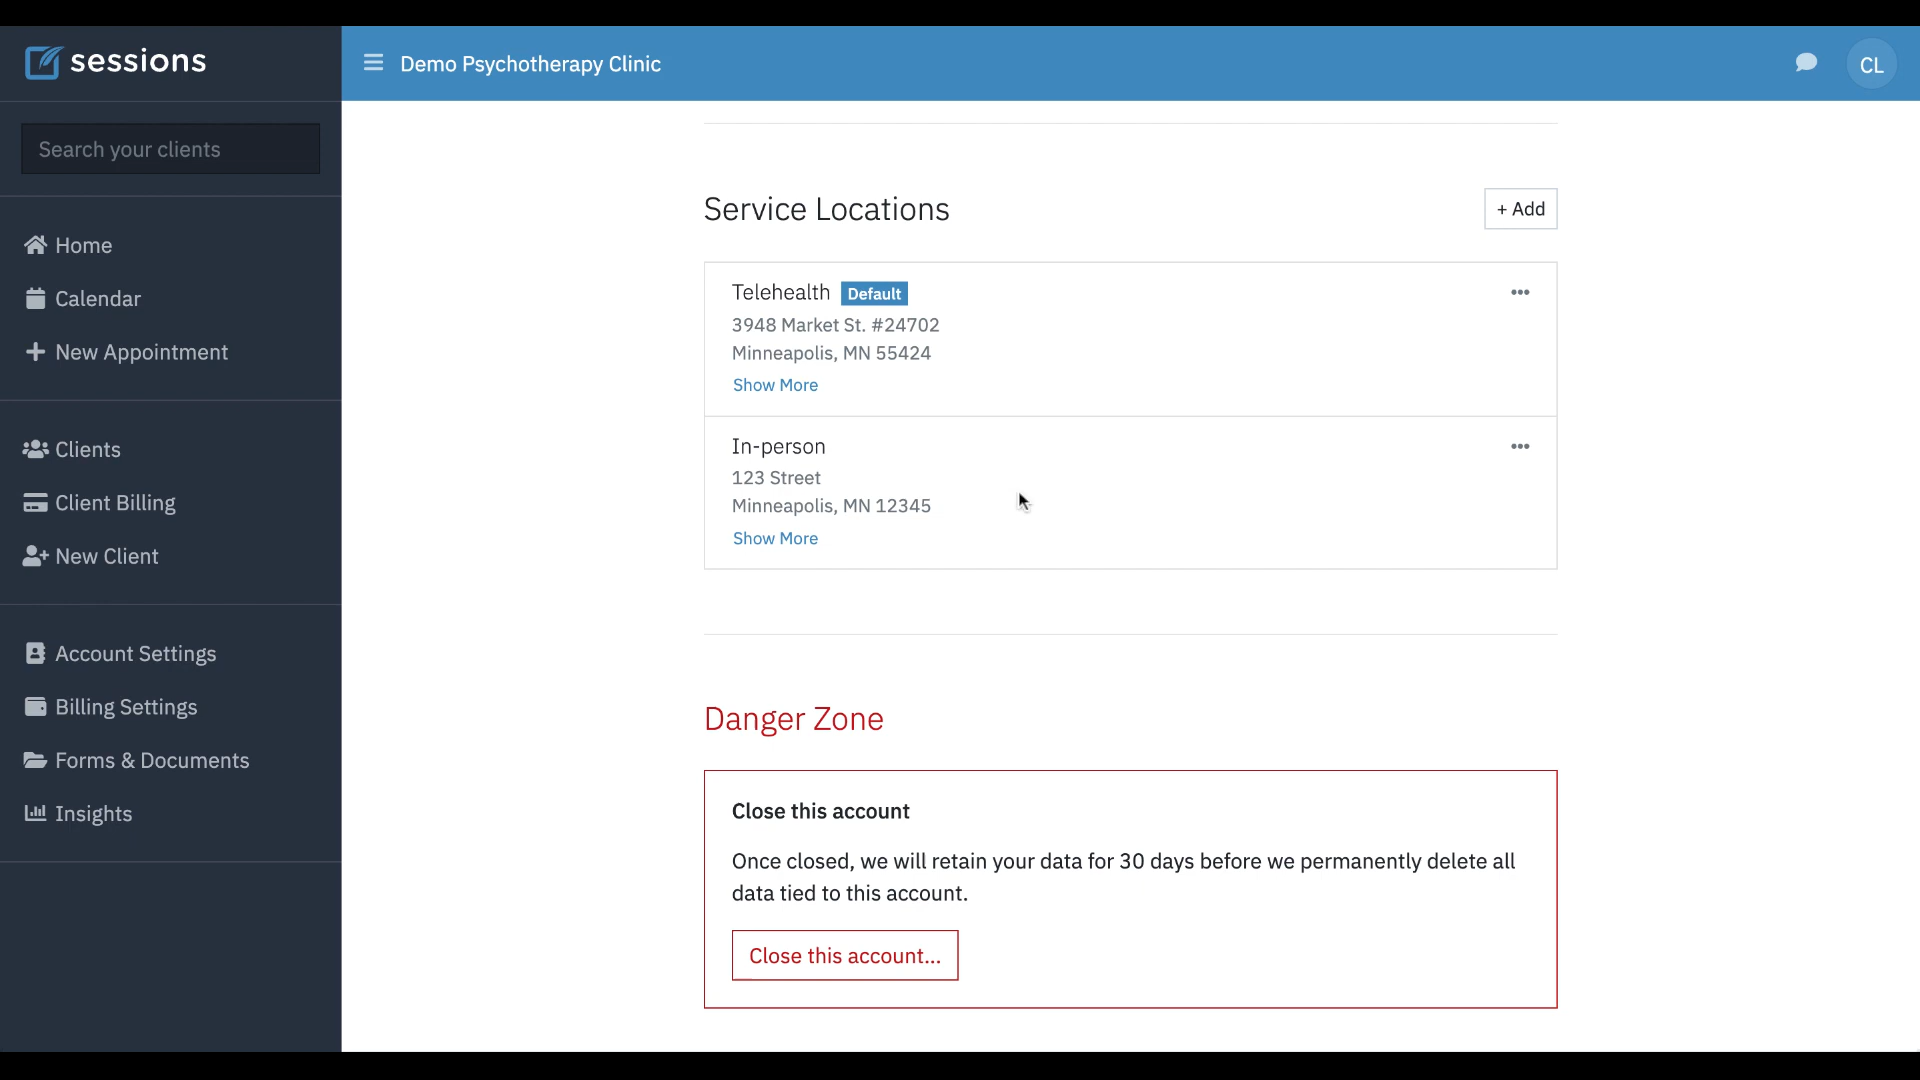 sessions
Demo Psychotherapy Clinic
CL
Search your clients
Home
Calendar
New Appointment
Clients
Client Billing
New Client
Account Settings
Billing Settings
Forms & Documents
Insights
Service Locations
+ Add
Telehealth Default
3948 Market St. #24702
Minneapolis, MN 55424
Show More
In-person
123 Street
Minneapolis, MN 12345
Show More
Danger Zone
Close this account
Once closed, we will retain your data for 30 days before we permanently delete all
data tied to this account.
Close this account...